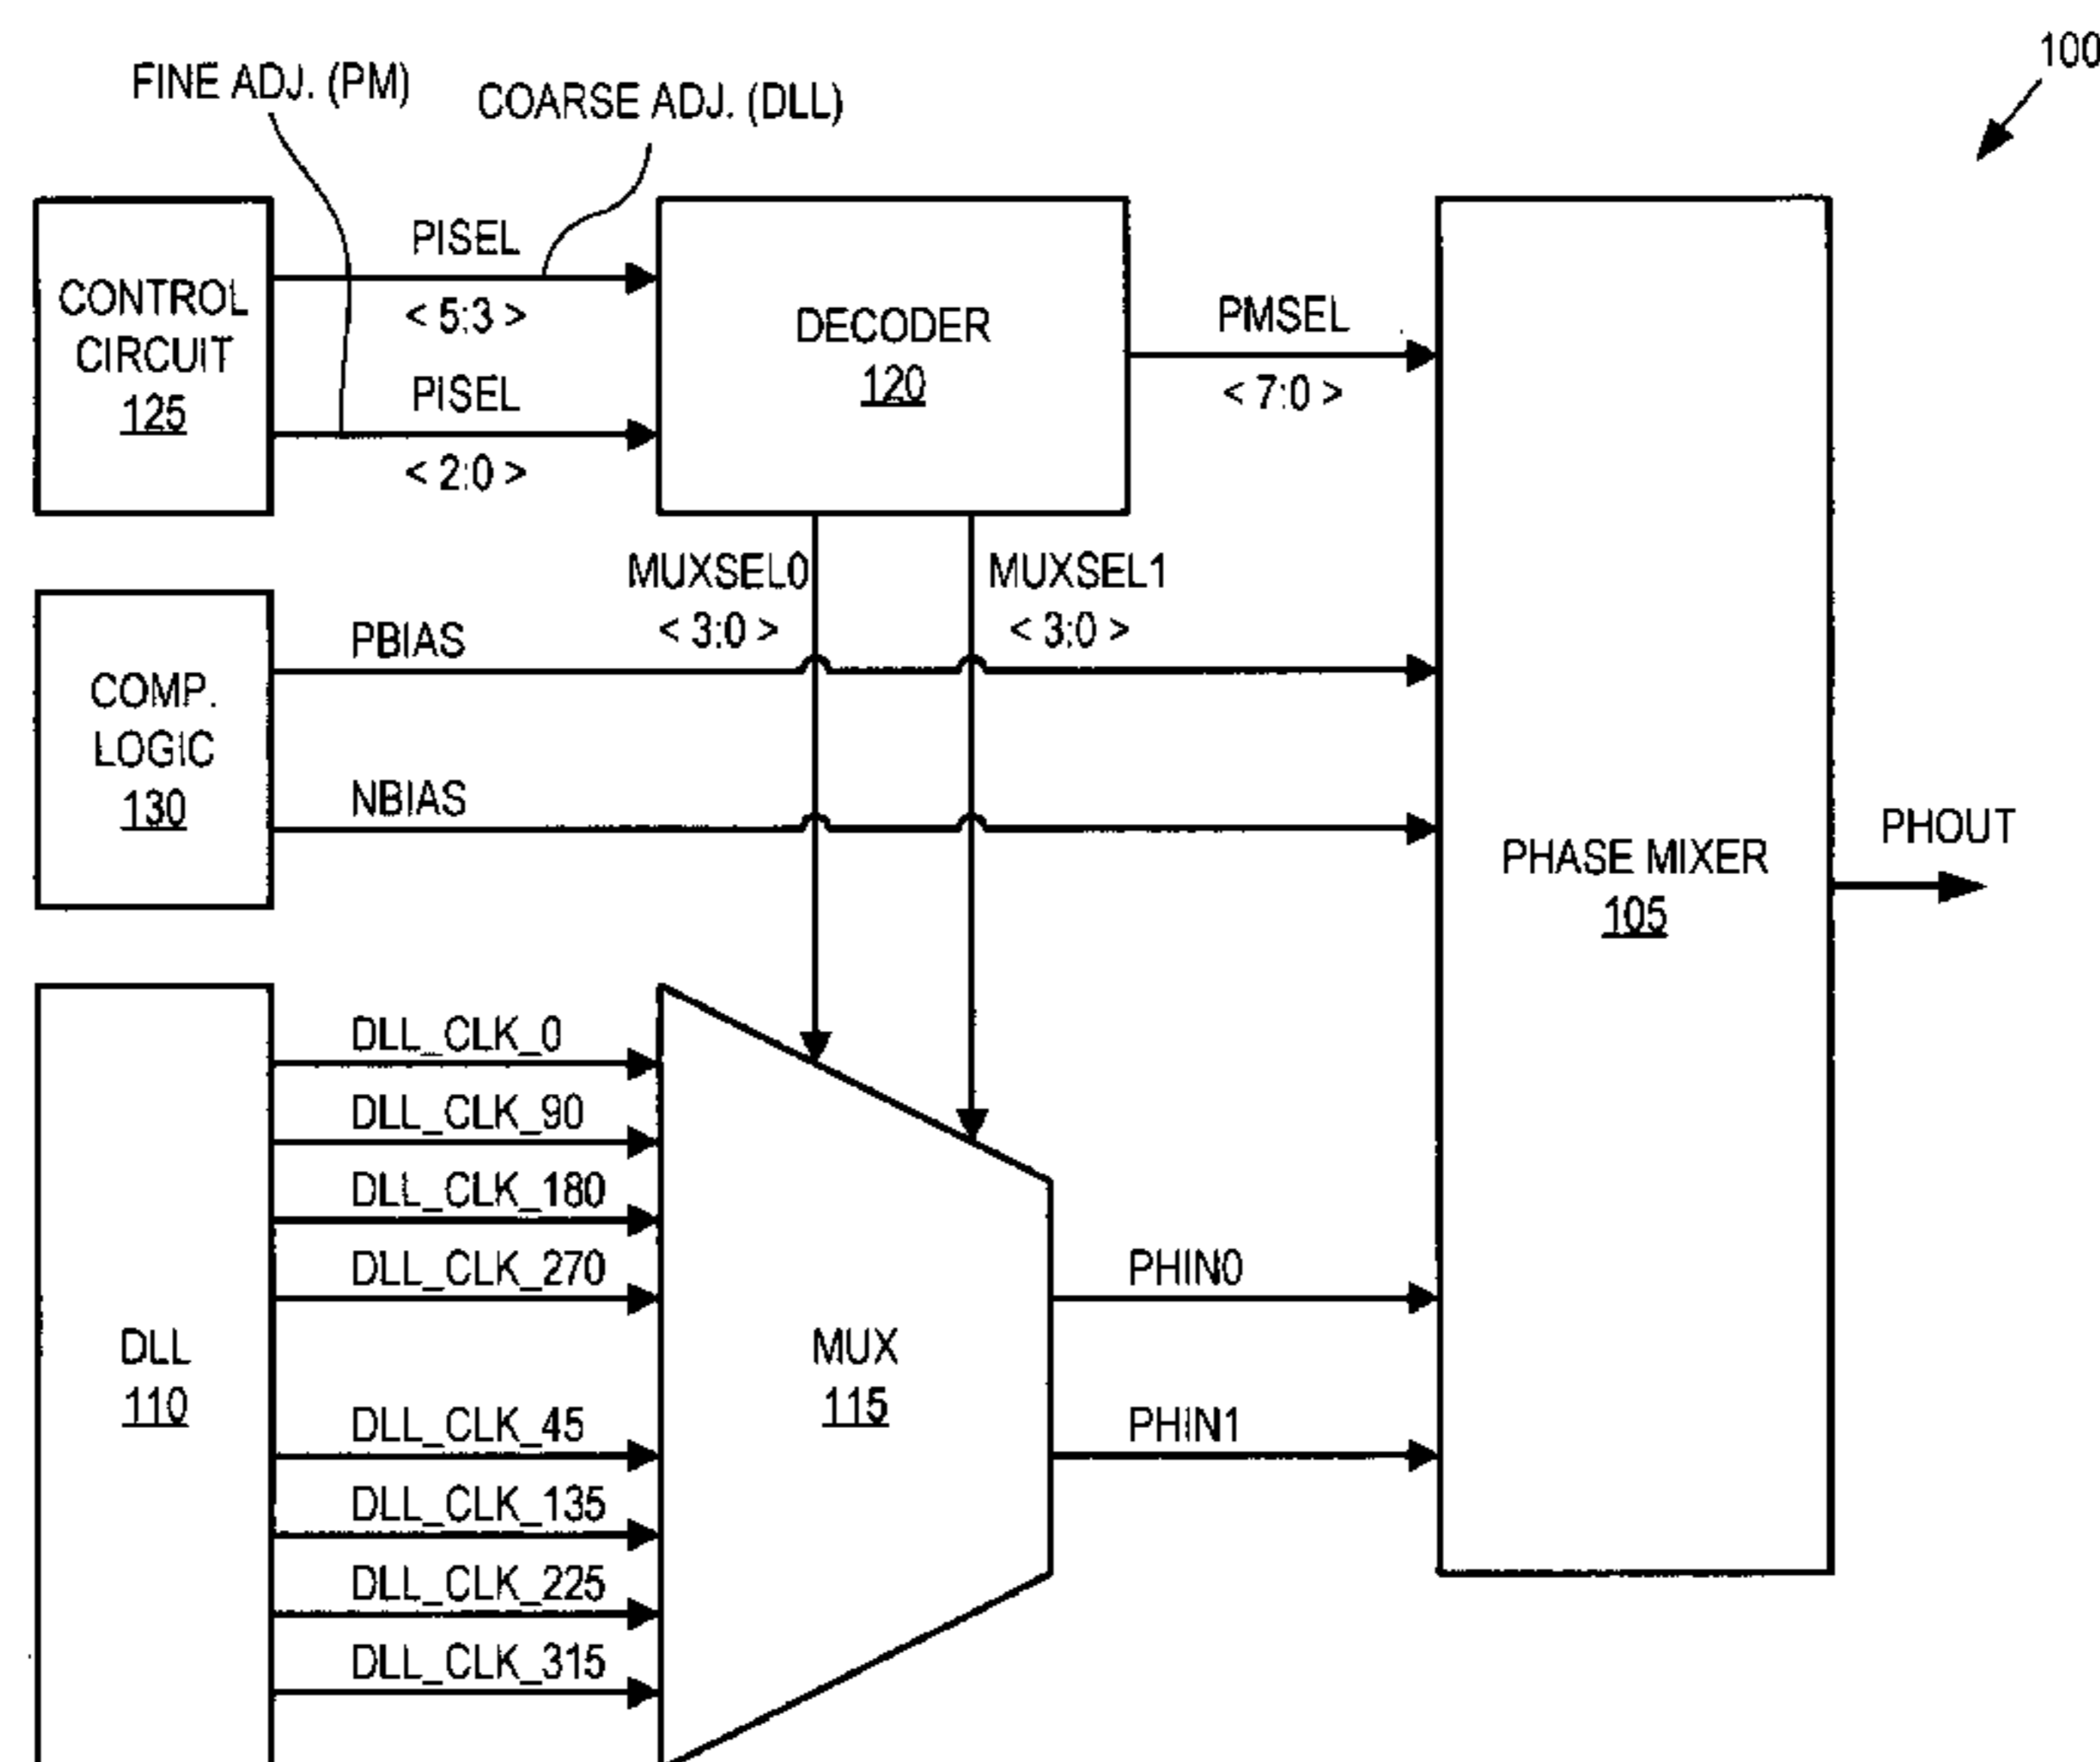 100
FINE ADJ. (PM)
COARSE ADJ. (DLL)
CONTROL
CIRCUIT
125
PISEL
< 5:3 >
PISEL
< 2:0 >
DECODER
120
PMSEL
< 7:0 >
MUXSEL0
< 3:0 >
MUXSEL1
< 3:0 >
COMP.
LOGIC
130
PBIAS
NBIAS
PHASE MIXER
105
PHOUT
DLL
110
DLL_CLK_0
DLL_CLK_90
DLL_CLK_180
DLL_CLK_270
DLL_CLK_45
DLL_CLK_135
DLL_CLK_225
DLL_CLK_315
MUX
115
PHIN0
PHIN1